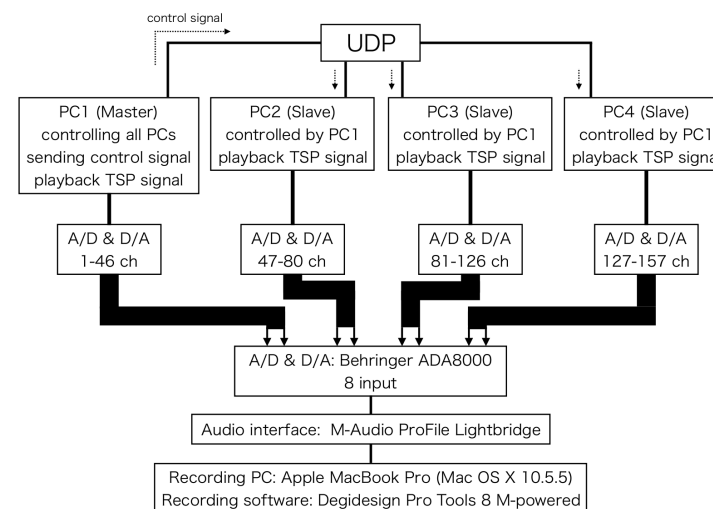 control signal
UDP
PC1 (Master)
controlling all PCs
sending control signal
playback TSP signal
PC2 (Slave)
controlled by PC1
playback TSP signal
PC3 (Slave)
controlled by PC1
playback TSP signal
PC4 (Slave)
controlled by PC1
playback TSP signa
A/D & D/A
1-46 ch
A/D & D/A
47-80 ch
A/D & D/A
81-126 ch
A/D & D/A
127-157 ch
A/D & D/A: Behringer ADA8000
8 input
Audio interface: M-Audio ProFile Lightbridge
Recording PC: Apple MacBook Pro (Mac OS X 10.5.5)
Recording software: Degidesign Pro Tools 8 M-powered